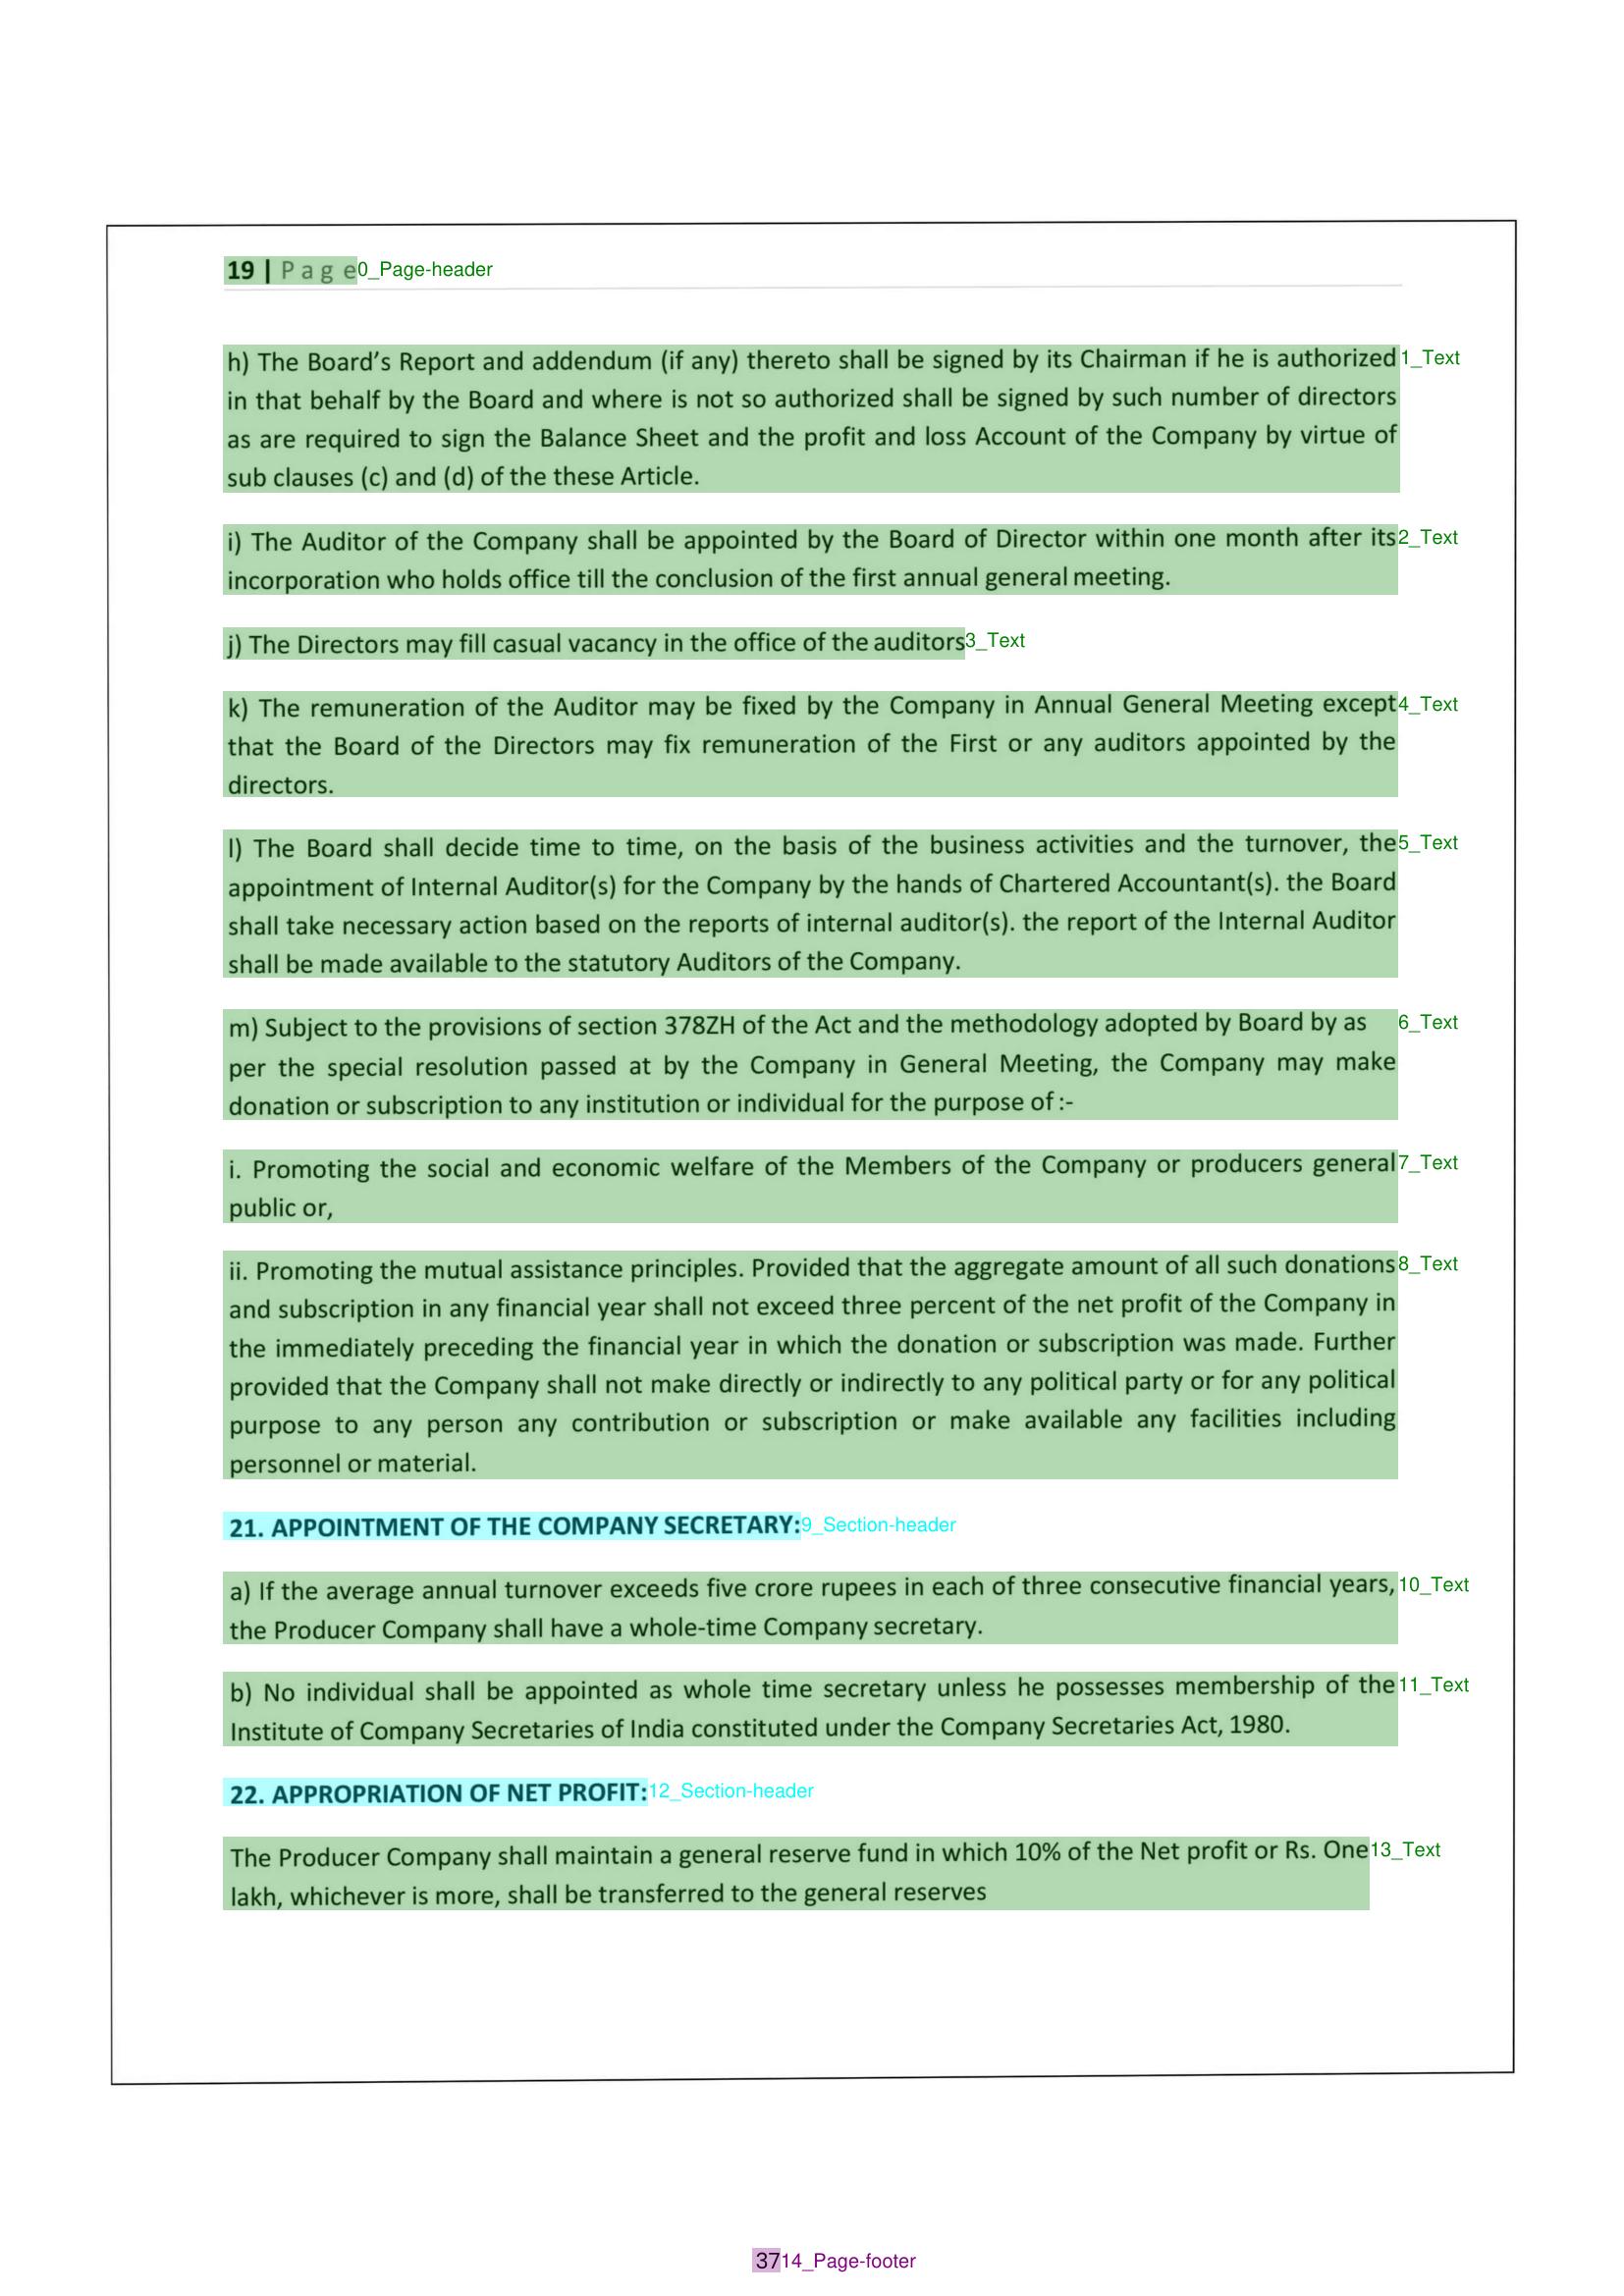 19 | P a g e 0_Page-header
h) The Board's Report and addendum (if any) thereto shall be signed by its Chairman if he is authorized 1_Text
in that behalf by the Board and where is not so authorized shall be signed by such number of directors
as are required to sign the Balance Sheet and the profit and loss Account of the Company by virtue of
sub clauses (c) and (d) of the these Article.
i) The Auditor of the Company shall be appointed by the Board of Director within one month after its 2_Text
incorporation who holds office till the conclusion of the first annual general meeting.
j) The Directors may fill casual vacancy in the office of the auditors 3_Text
k) The remuneration of the Auditor may be fixed by the Company in Annual General Meeting except 4_Text
that the Board of the Directors may fix remuneration of the First or any auditors appointed by the
directors.
l) The Board shall decide time to time, on the basis of the business activities and the turnover, the 5_Text
appointment of Internal Auditor(s) for the Company by the hands of Chartered Accountant(s). the Board
shall take necessary action based on the reports of internal auditor(s). the report of the Internal Auditor
shall be made available to the statutory Auditors of the Company.
m) Subject to the provisions of section 378ZH of the Act and the methodology adopted by Board by as 6_Text
per the special resolution passed at by the Company in General Meeting, the Company may make
donation or subscription to any institution or individual for the purpose of :-
i. Promoting the social and economic welfare of the Members of the Company or producers general 7_Text
public or,
ii. Promoting the mutual assistance principles. Provided that the aggregate amount of all such donations 8_Text
and subscription in any financial year shall not exceed three percent of the net profit of the Company in
the immediately preceding the financial year in which the donation or subscription was made. Further
provided that the Company shall not make directly or indirectly to any political party or for any political
purpose to any person any contribution or subscription or make available any facilities including
personnel or material.
21. APPOINTMENT OF THE COMPANY SECRETARY: 9_Section-header
a) If the average annual turnover exceeds five crore rupees in each of three consecutive financial years, 10_Text
the Producer Company shall have a whole-time Company secretary.
b) No individual shall be appointed as whole time secretary unless he possesses membership of the 11_Text
Institute of Company Secretaries of India constituted under the Company Secretaries Act, 1980.
22. APPROPRIATION OF NET PROFIT: 12_Section-header
The Producer Company shall maintain a general reserve fund in which 10% of the Net profit or Rs. One 13_Text
lakh, whichever is more, shall be transferred to the general reserves
37 14_Page-footer